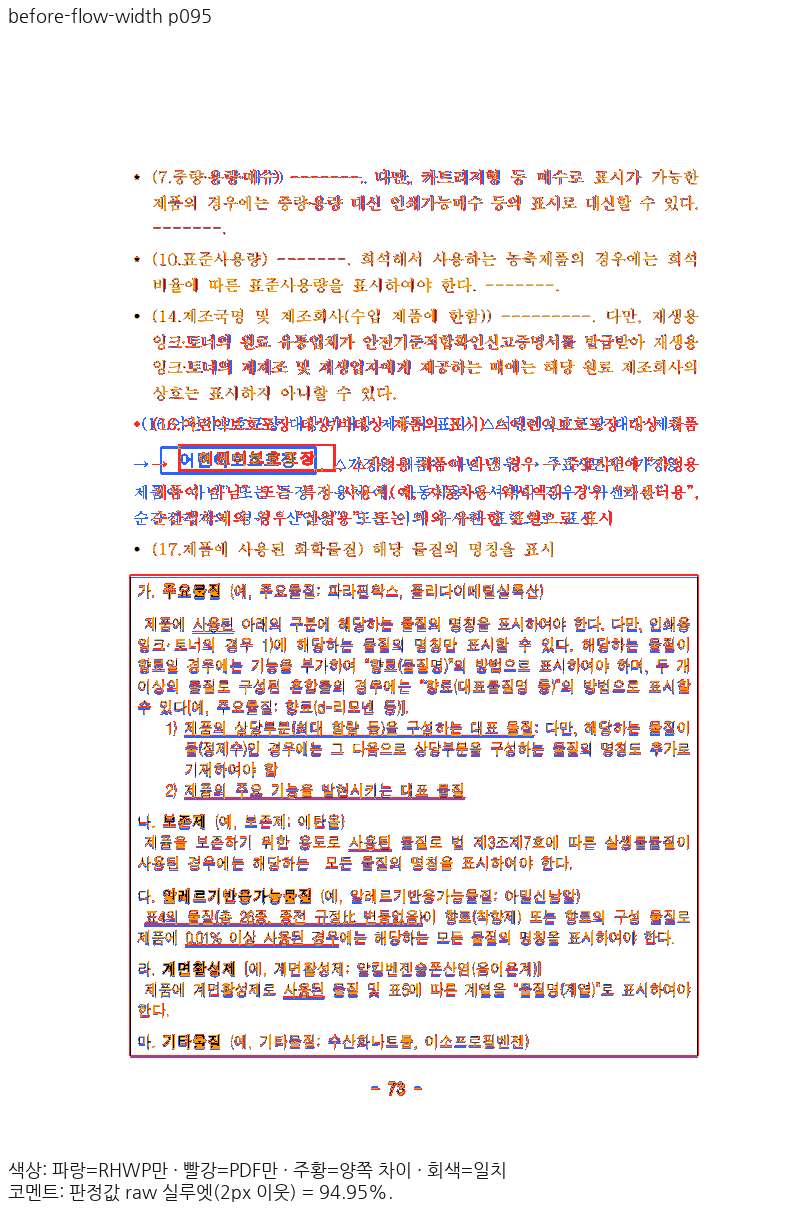 before-flow-width p095
• (7.중량·용량·매수)) -------. 다만, 카트리지형 등 매수로 표시가 가능한
제품의 경우에는 중량·용량 대신 인쇄가능매수 등의 표시로 대신할 수 있다.
-------.
• (10.표준사용량) -------. 희석해서 사용하는 농축제품의 경우에는 희석
비율에 따른 표준사용량을 표시하여야 한다. -------.
• (14.제조국명 및 제조회사(수입 제품에 한함)) ---------. 다만, 재생용
잉크·토너의 원료 유통업체가 안전기준적합확인신고증명서를 발급받아 재생용
잉크·토너의 재제조 및 재생업자에게 제공하는 때에는 해당 원료 제조회사의
상호는 표시하지 아니할 수 있다.
어린이보호포장
• (17.제품에 사용된 화학물질) 해당 물질의 명칭을 표시
가. 주요물질 (예, 주요물질: 파라핀왁스, 폴리다이메틸실록산)
제품에 사용된 아래의 구분에 해당하는 물질의 명칭을 표시하여야 한다. 다만, 인쇄용
잉크·토너의 경우 1)에 해당하는 물질의 명칭만 표시할 수 있다. 해당하는 물질이
향료일 경우에는 기능을 부가하여 “향료(물질명)”의 방법으로 표시하여야 하며, 두 개
이상의 물질로 구성된 혼합물의 경우에는 “향료(대표물질명 등)”의 방법으로 표시할
수 있다[예, 주요물질: 향료(d-리모넨 등)].
1) 제품의 상당부분(최대 함량 등)을 구성하는 대표 물질: 다만, 해당하는 물질이
물(정제수)인 경우에는 그 다음으로 상당부분을 구성하는 물질의 명칭도 추가로
기재하여야 함
2) 제품의 주요 기능을 발현시키는 대표 물질
나. 보존제 (예, 보존제: 에탄올)
제품을 보존하기 위한 용도로 사용된 물질로 법 제3조제7호에 따른 살생물물질이
사용된 경우에는 해당하는 모든 물질의 명칭을 표시하여야 한다.
다. 알레르기반응가능물질 (예, 알레르기반응가능물질: 아밀신남알)
표4의 물질(총 26종, 종전 규정比 변동없음)이 향료(착향제) 또는 향료의 구성 물질로
제품에 0.01% 이상 사용된 경우에는 해당하는 모든 물질의 명칭을 표시하여야 한다.
라. 계면활성제 [예, 계면활성제: 알킬벤젠술폰산염(음이온계)]
제품에 계면활성제로 사용된 물질 및 표5에 따른 계열을 “물질명(계열)”로 표시하여야
한다.
마. 기타물질 (예, 기타물질: 수산화나트륨, 이소프로필벤젠)
- 73 -
색상: 파랑=RHWP만 · 빨강=PDF만 · 주황=양쪽 차이 · 회색=일치
코멘트: 판정값 raw 실루엣(2px 이웃) = 94.95%.